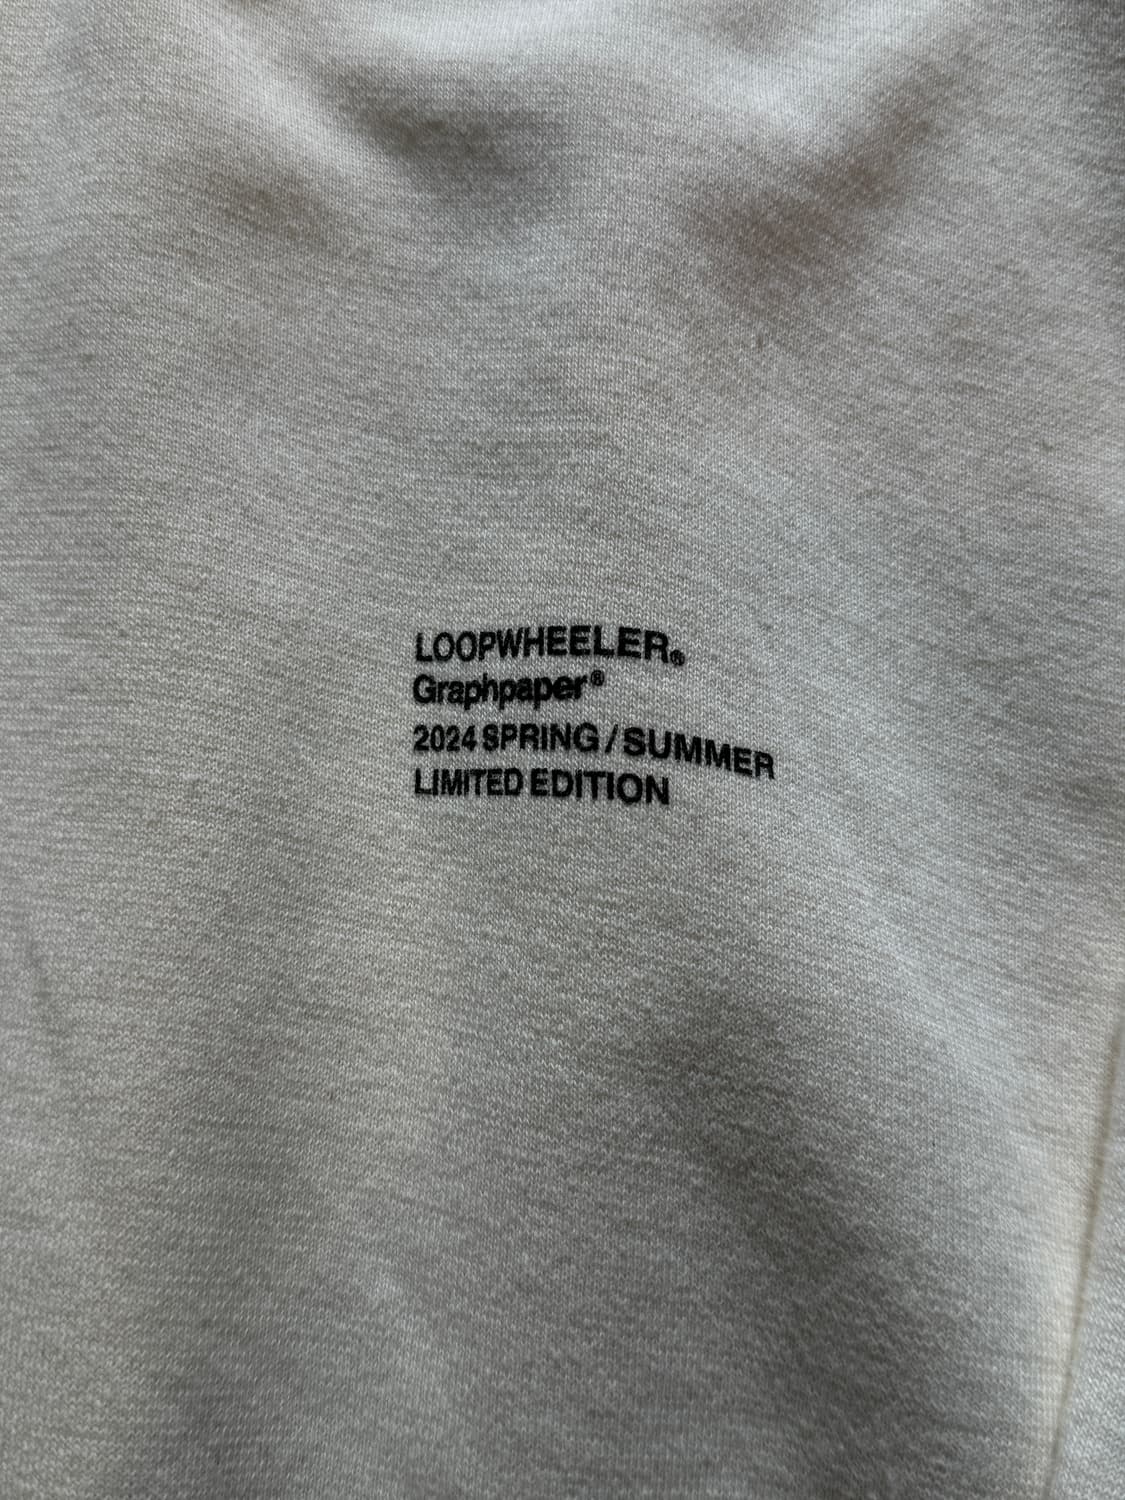 LOOPWHEELER®
Graphpaper®
2024 SPRING / SUMMER
LIMITED EDITION